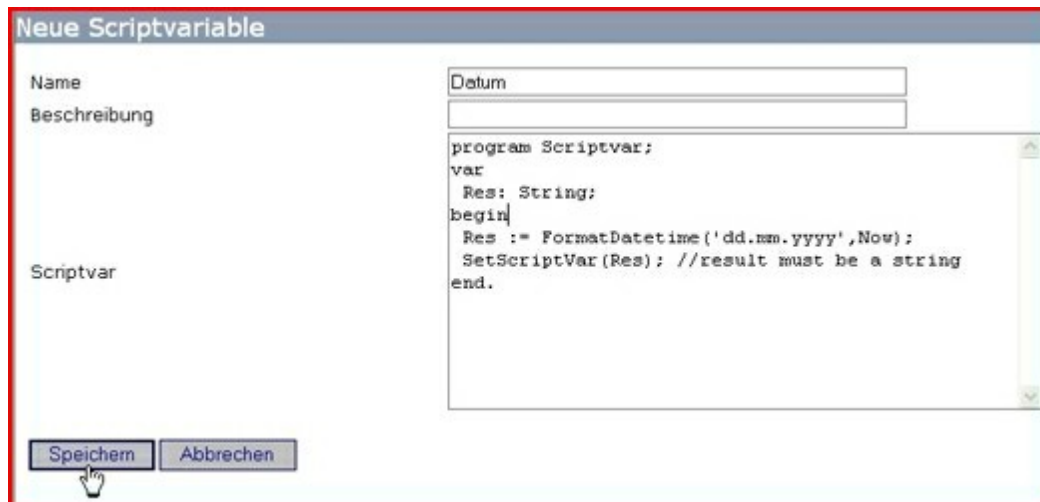 Neue Scriptvariable
Name
Datum
Beschreibung
Scriptvar
program Scriptvar;
var
Res: String;
begin
Res := FormatDatetime('dd.mm.yyyy',Now);
SetScriptVar(Res); //result must be a string
end.
Speichern Abbrechen